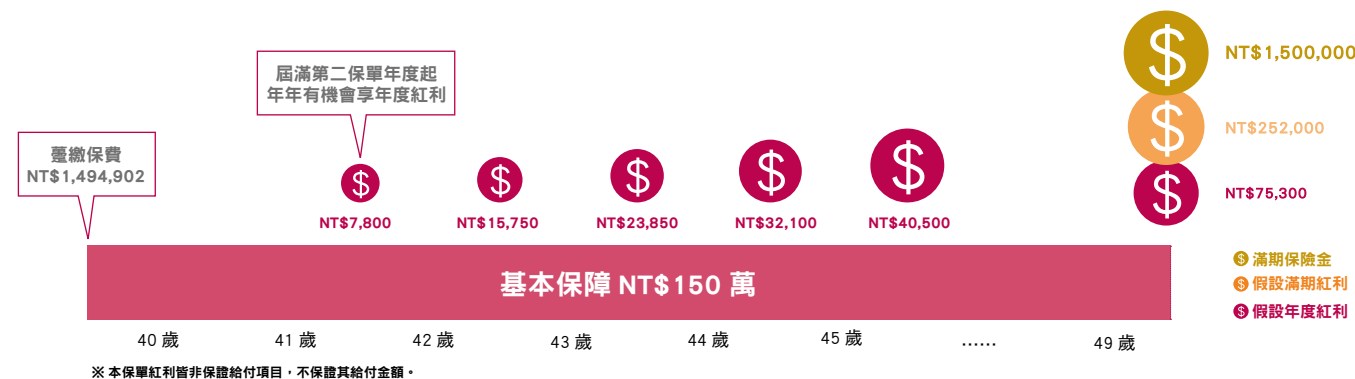 屆滿第二保單年度起
年年有機會享年度紅利
躉繳保費
NT$1,494,902
NT$1,500,000
NT$252,000
NT$75,300
NT$7,800
NT$15,750
NT$23,850
NT$32,100
NT$40,500
基本保障 NT$150 萬
滿期保險金
假設滿期紅利
假設年度紅利
40 歲
41 歲
42 歲
43 歲
44 歲
45 歲
......
49 歲
※ 本保單紅利皆非保證給付項目，不保證其給付金額。